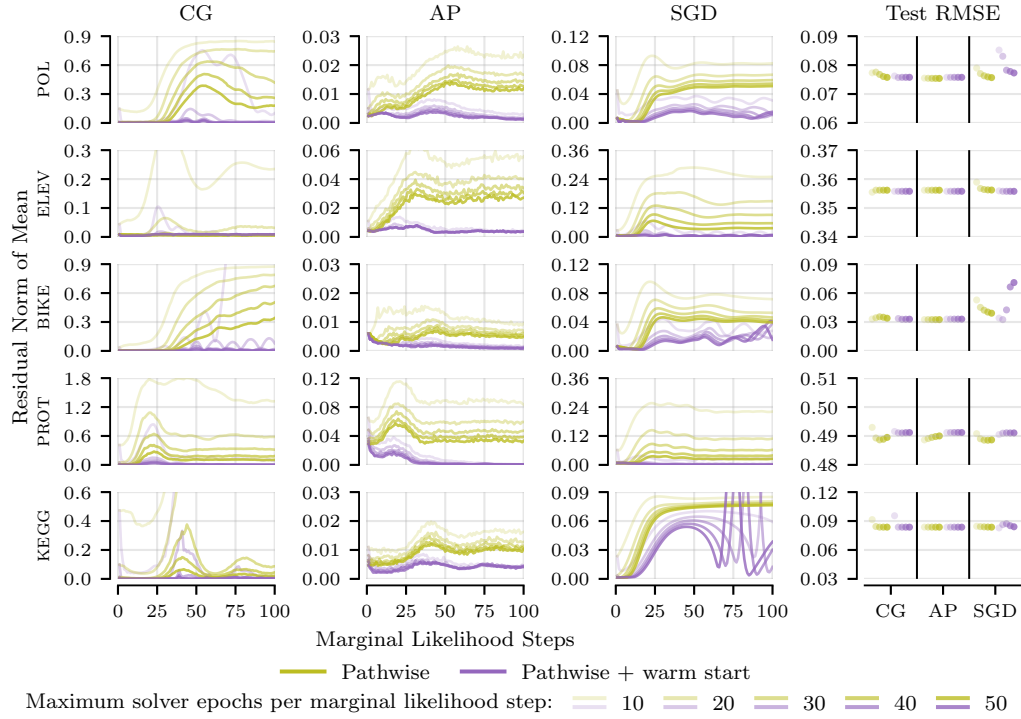 CG AP SGD Test RMSE
Residual Norm of Mean
POL
0.9 0.6 0.3 0.0
0.03 0.02 0.01 0.00
0.12 0.08 0.04 0.00
0.09 0.08 0.07 0.06
ELEV
0.3 0.2 0.1 0.0
0.06 0.04 0.02 0.00
0.36 0.24 0.12 0.00
0.37 0.36 0.35 0.34
BIKE
0.9 0.6 0.3 0.0
0.03 0.02 0.01 0.00
0.12 0.08 0.04 0.00
0.09 0.06 0.03 0.00
PROT
1.8 1.2 0.6 0.0
0.12 0.08 0.04 0.00
0.36 0.24 0.12 0.00
0.51 0.50 0.49 0.48
KEGG
0.6 0.4 0.2 0.0
0.03 0.02 0.01 0.00
0.09 0.06 0.03 0.00
0.12 0.09 0.06 0.03
0 25 50 75 100 0 25 50 75 100 0 25 50 75 100 CG AP SGD
Marginal Likelihood Steps
Pathwise Pathwise + warm start
Maximum solver epochs per marginal likelihood step: 10 20 30 40 50